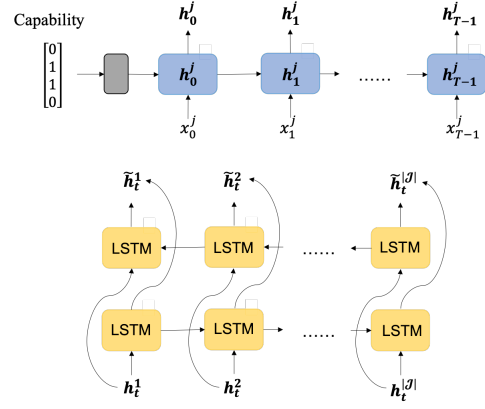 Capability
h_0^j h_1^j h_{T-1}^j
0
1
1
0
h_0^j h_1^j ...... h_{T-1}^j
x_0^j x_1^j x_{T-1}^j
h̃_t^1 h̃_t^2 h̃_t^{|𝒥|}
LSTM LSTM ...... LSTM
LSTM LSTM ...... LSTM
h_t^1 h_t^2 h_t^{|𝒥|}